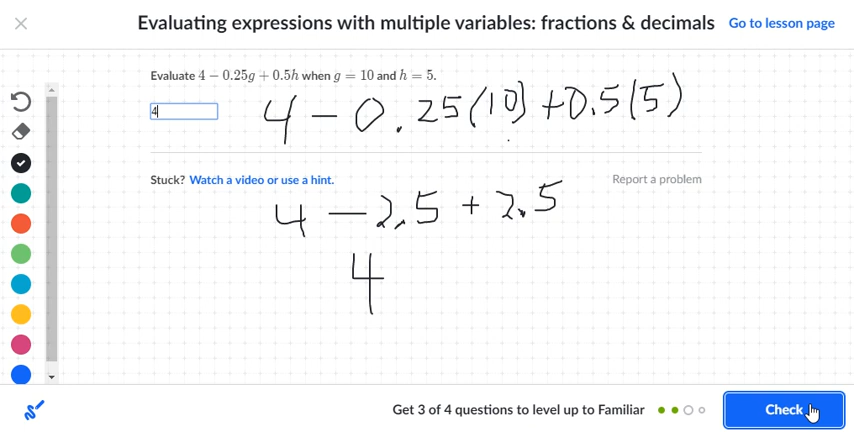 Evaluating expressions with multiple variables: fractions & decimals
Go to lesson page
Evaluate 4 − 0.25g + 0.5h when g = 10 and h = 5.
4
4 − 0.25(10) + 0.5(5)
Stuck? Watch a video or use a hint.
Report a problem
4 − 2.5 + 2.5
4
Get 3 of 4 questions to level up to Familiar
Check